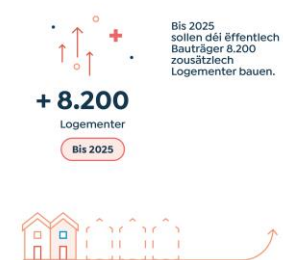 Bis 2025
sollen déi ëffentlech
Bauträger 8.200
zousätzlech
Logementer bauen.
+ 8.200
Logementer
Bis 2025